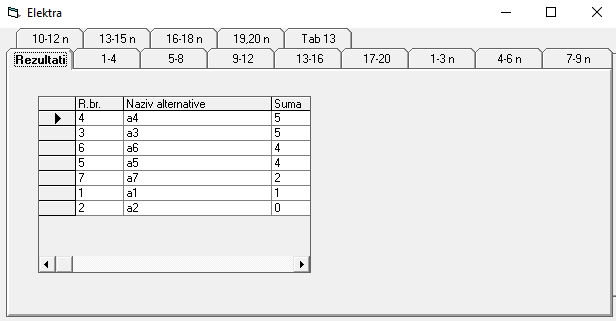 Elektra
10-12 n 13-15 n 16-18 n 19,20 n Tab 13
Rezultati 1-4 5-8 9-12 13-16 17-20 1-3 n 4-6 n 7-9 n
R.br. Naziv alternative Suma
4 a4 5
3 a3 5
6 a6 4
5 a5 4
7 a7 2
1 a1 1
2 a2 0